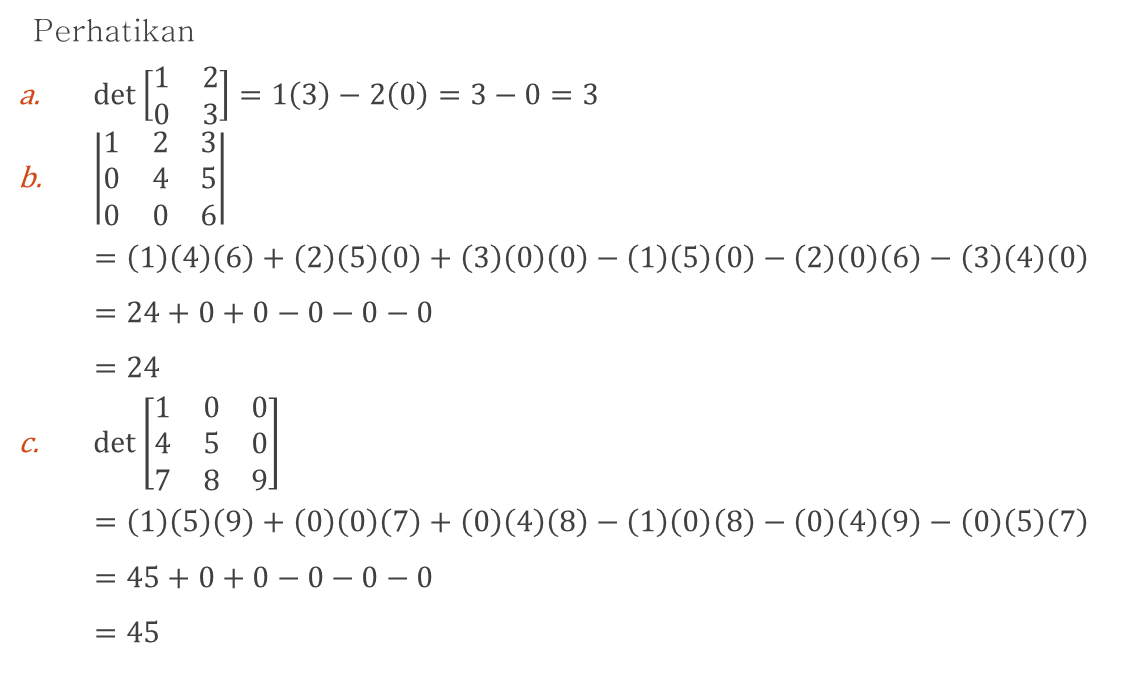 Perhatikan
a. det [1 2] = 1(3) − 2(0) = 3 − 0 = 3
[0 3]
|1 2 3|
b. |0 4 5|
|0 0 6|
= (1)(4)(6) + (2)(5)(0) + (3)(0)(0) − (1)(5)(0) − (2)(0)(6) − (3)(4)(0)
= 24 + 0 + 0 − 0 − 0 − 0
= 24
[1 0 0]
c. det [4 5 0]
[7 8 9]
= (1)(5)(9) + (0)(0)(7) + (0)(4)(8) − (1)(0)(8) − (0)(4)(9) − (0)(5)(7)
= 45 + 0 + 0 − 0 − 0 − 0
= 45